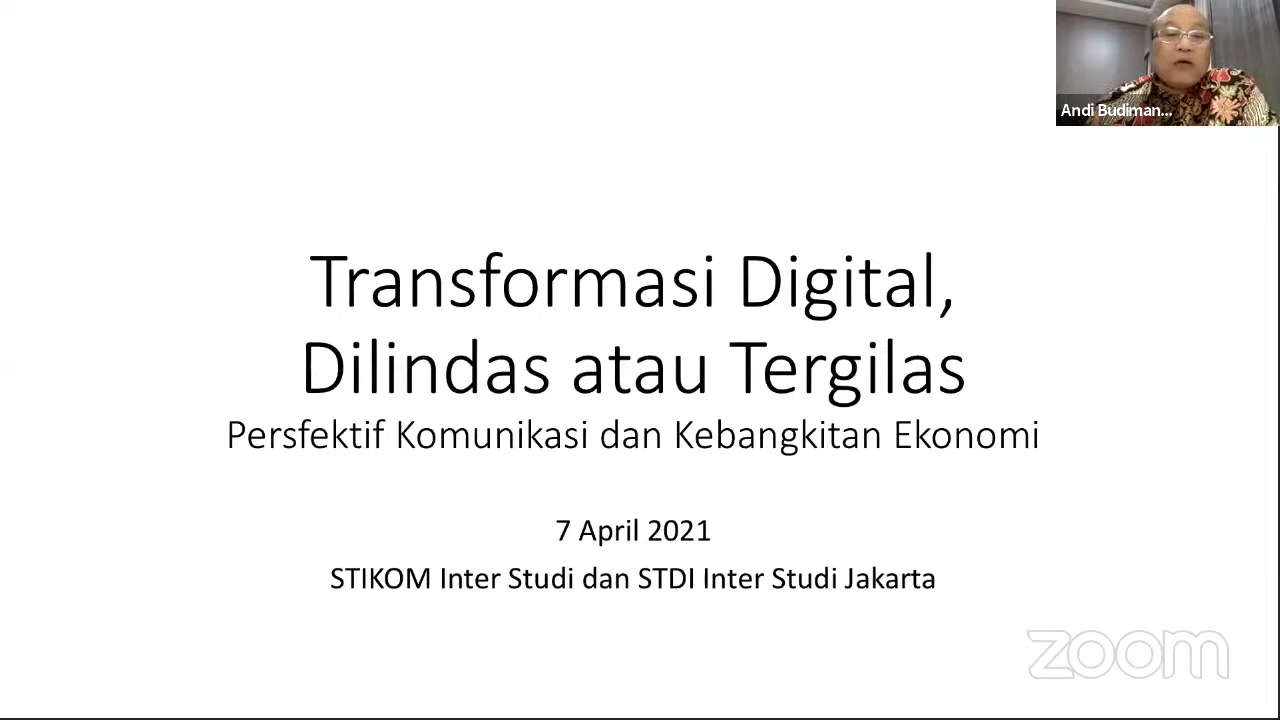 Andi Budiman...
Transformasi Digital,
Dilindas atau Tergilas
Persfektif Komunikasi dan Kebangkitan Ekonomi
7 April 2021
STIKOM Inter Studi dan STDI Inter Studi Jakarta
zoom